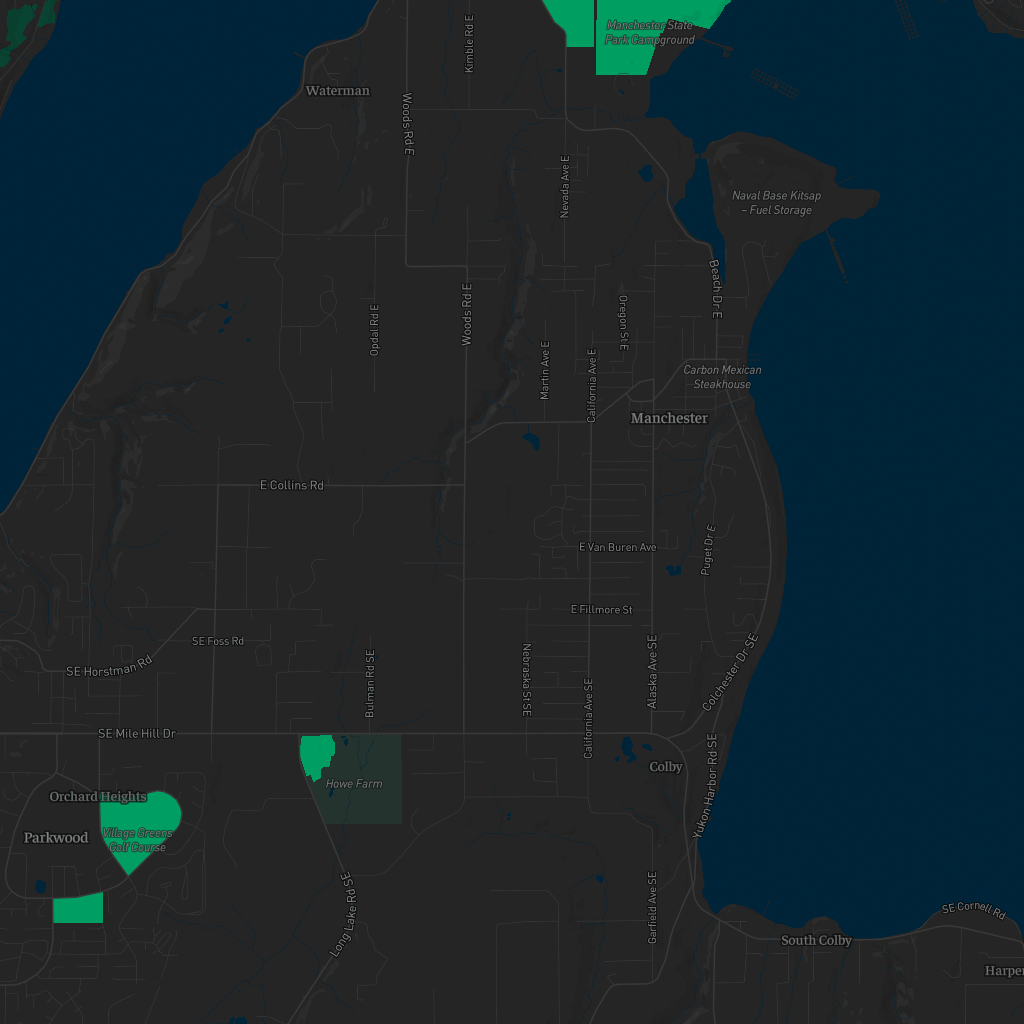 Manchester State
Park Campground
Kimble Rd E
Waterman
Woods Rd E
Nevada Ave E
Naval Base Kitsap
– Fuel Storage
Beach Dr E
Opdal Rd E
Woods Rd E
Oregon St E
Martin Ave E
California Ave E
Carbon Mexican
Steakhouse
Manchester
E Collins Rd
E Van Buren Ave
Puget Dr E
E Fillmore St
SE Foss Rd
SE Horstman Rd
Bulman Rd SE
Nebraska St SE
California Ave SE
Alaska Ave SE
Colchester Dr SE
SE Mile Hill Dr
Colby
Yukon Harbor Rd SE
Howe Farm
Orchard Heights
Parkwood
Village Greens
Golf Course
Long Lake Rd SE
Garfield Ave SE
SE Cornell Rd
South Colby
Harper